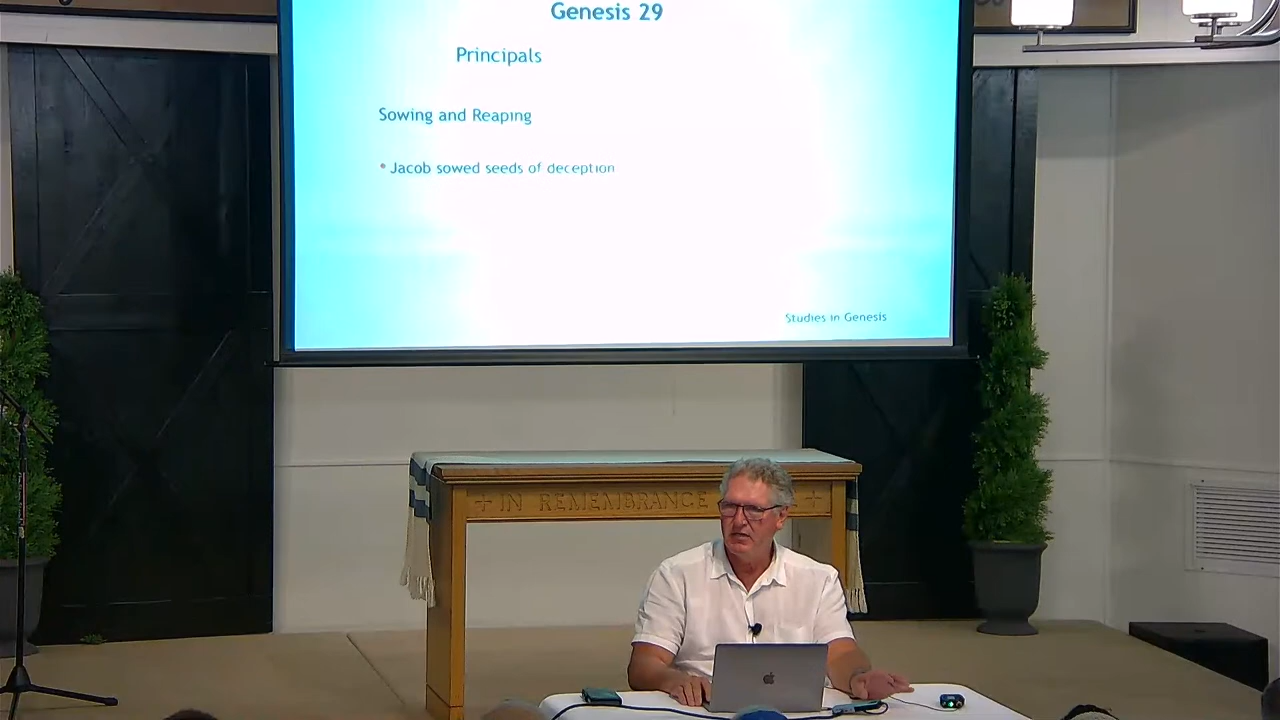 Genesis 29
Principals
Sowing and Reaping
* Jacob sowed seeds of deception
Studies in Genesis
IN REMEMBRANCE